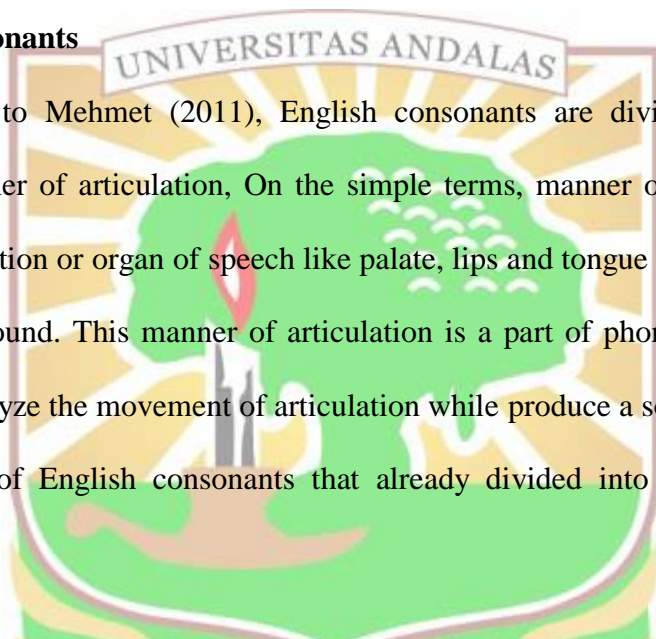 onants
UNIVERSITAS ANDALAS
to Mehmet (2011), English consonants are divi
er of articulation, On the simple terms, manner o
tion or organ of speech like palate, lips and tongue
ound. This manner of articulation is a part of phon
yze the movement of articulation while produce a s
of English consonants that already divided into